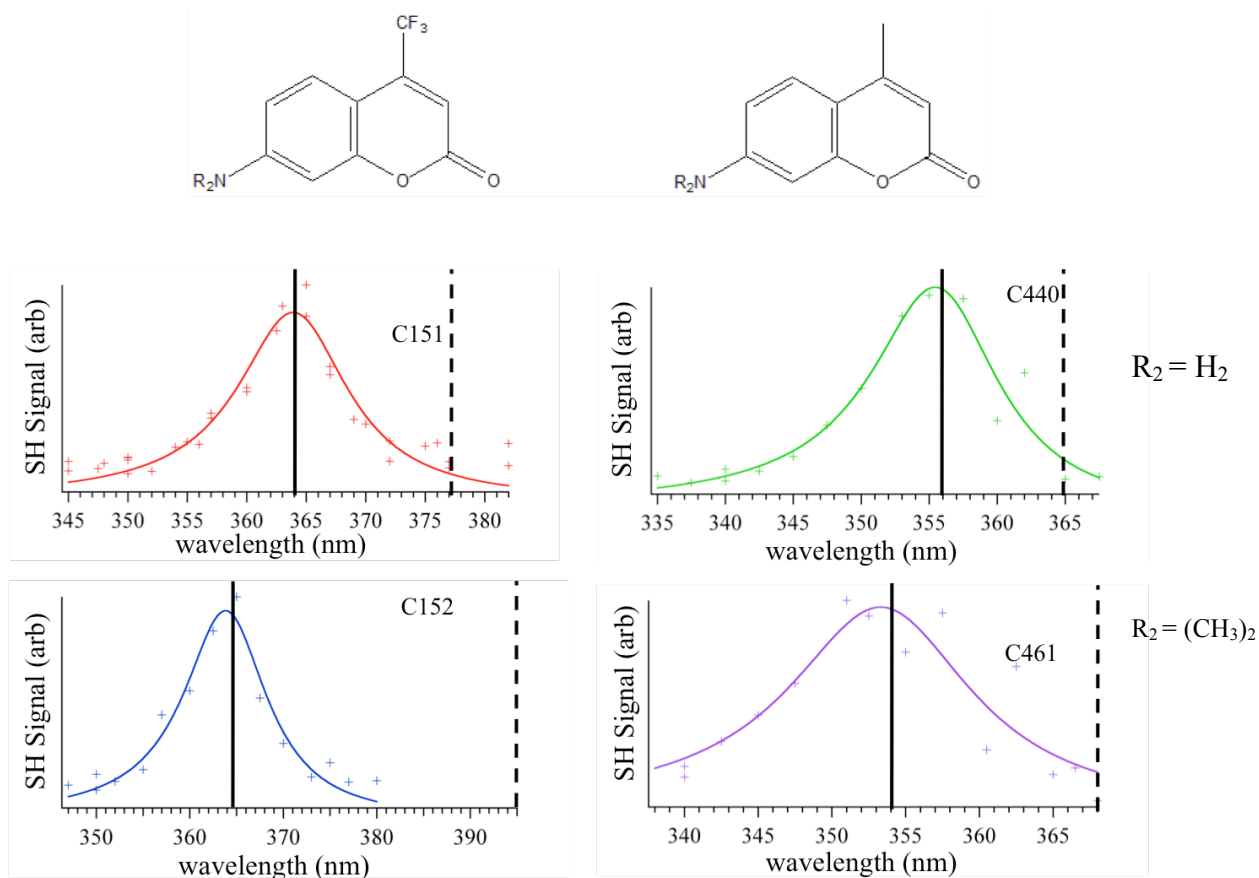 CF₃
R₂N
O
O
R₂N
O
O
SH Signal (arb)
C151
345 350 355 360 365 370 375 380
wavelength (nm)
SH Signal (arb)
C440
335 340 345 350 355 360 365
wavelength (nm)
R₂ = H₂
SH Signal (arb)
C152
350 360 370 380 390
wavelength (nm)
SH Signal (arb)
C461
340 345 350 355 360 365
wavelength (nm)
R₂ = (CH₃)₂